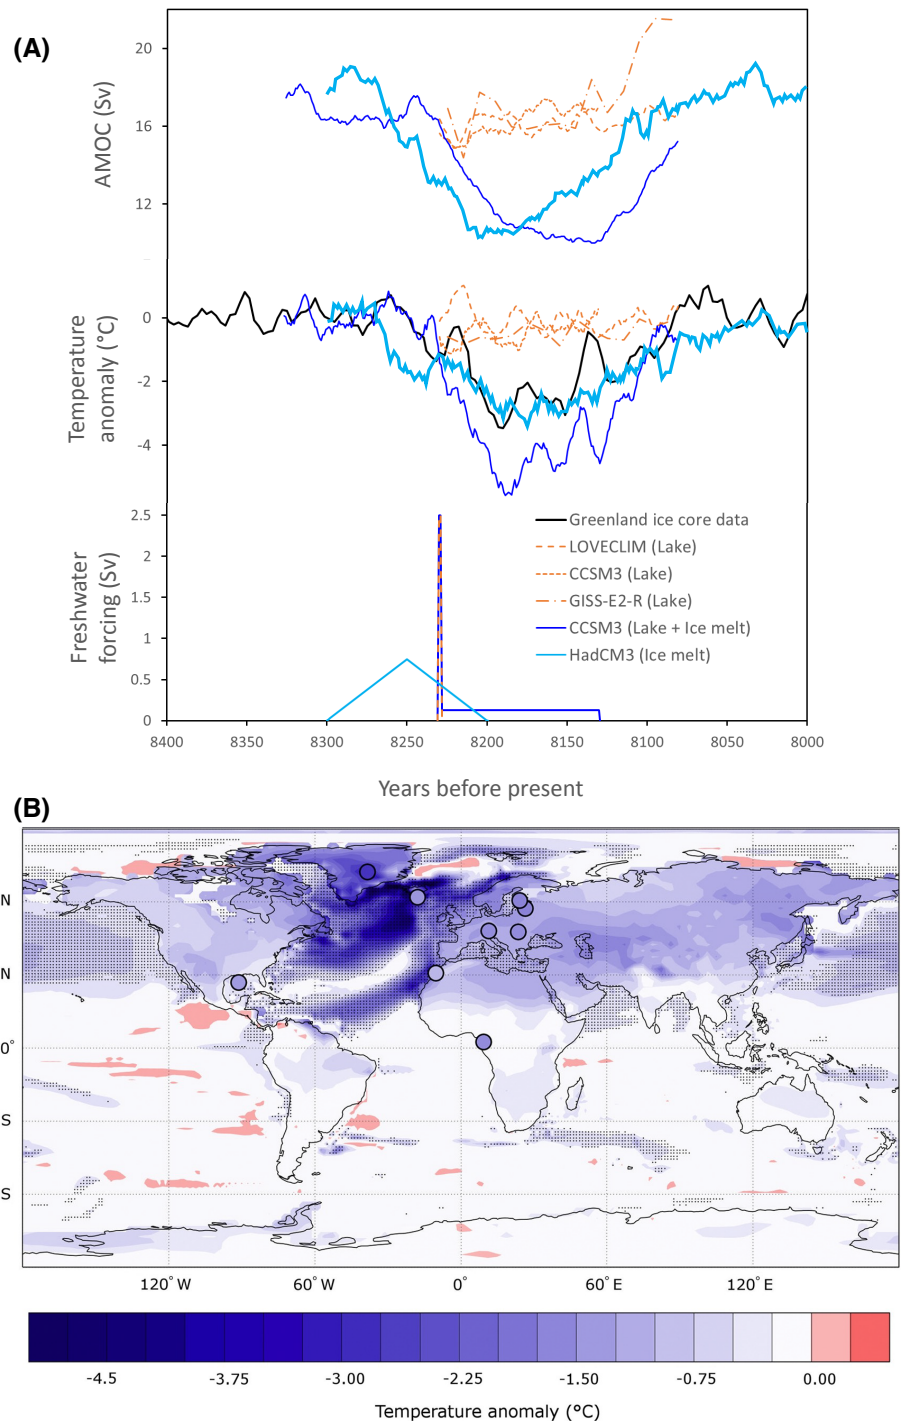 (A)
20
16
12
AMOC (Sv)
0
-2
-4
Temperature
anomaly (°C)
2.5
2
1.5
1
0.5
0
Freshwater
forcing (Sv)
Greenland ice core data
LOVECLIM (Lake)
CCSM3 (Lake)
GISS-E2-R (Lake)
CCSM3 (Lake + Ice melt)
HadCM3 (Ice melt)
8400 8350 8300 8250 8200 8150 8100 8050 8000
Years before present
(B)
N
N
0°
S
S
120°W 60°W 0° 60°E 120°E
-4.5 -3.75 -3.00 -2.25 -1.50 -0.75 0.00
Temperature anomaly (°C)